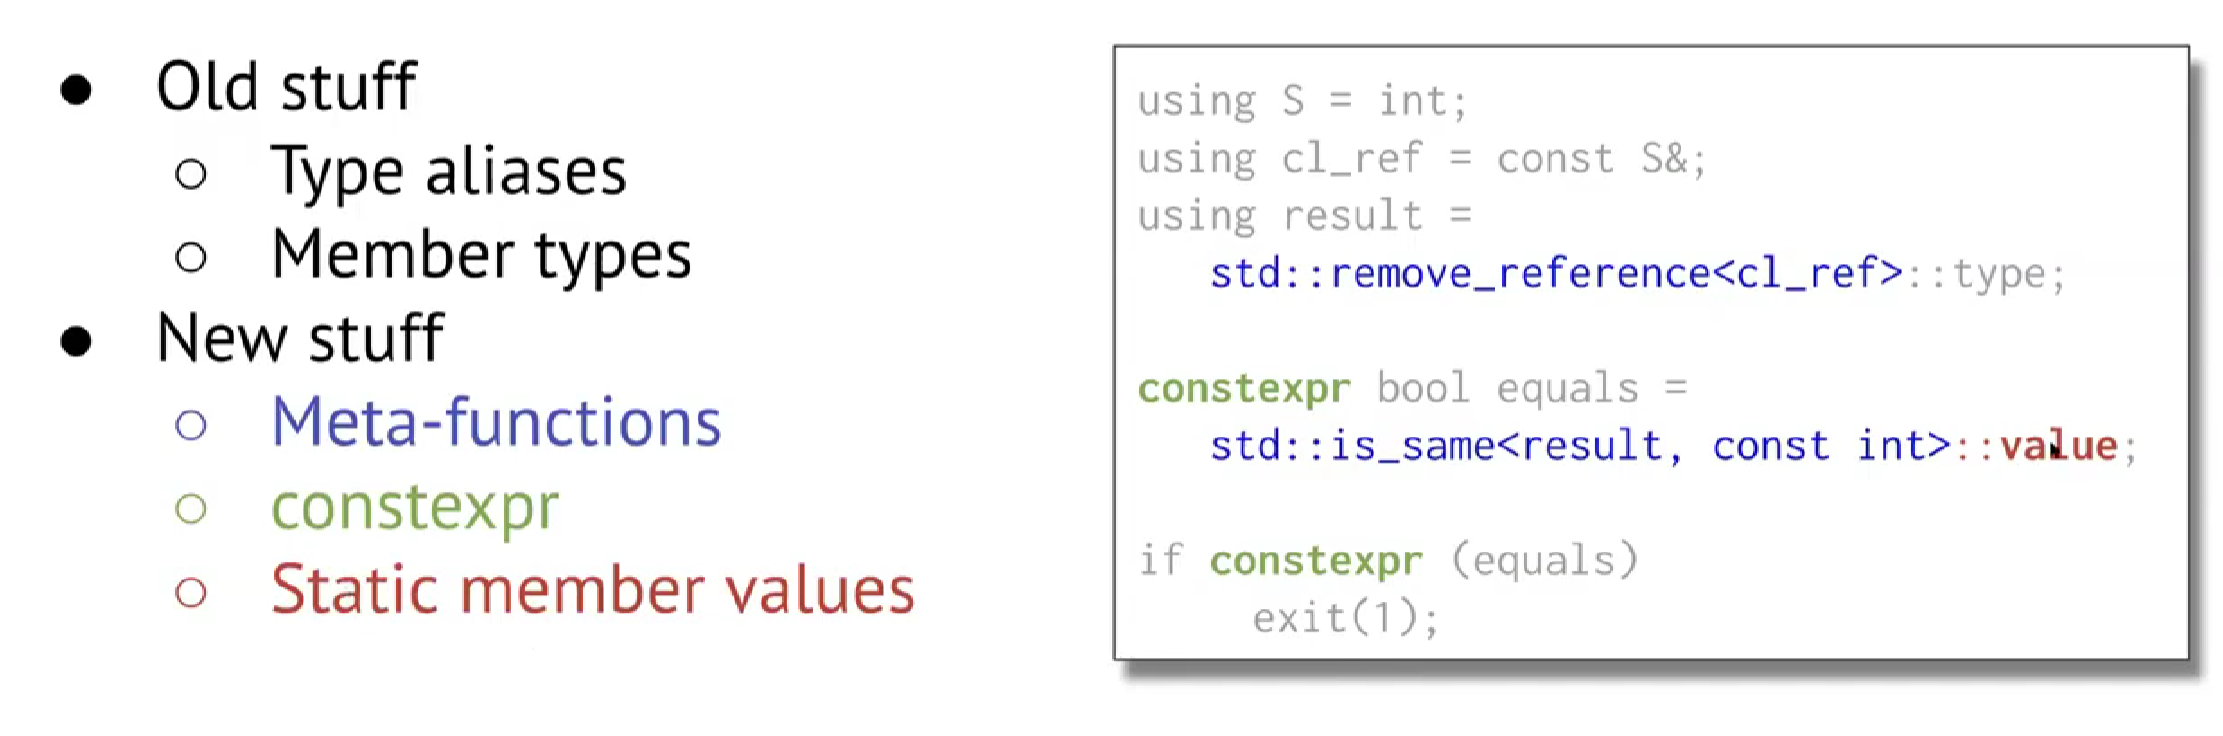 ● Old stuff
○ Type aliases
○ Member types
● New stuff
○ Meta-functions
○ constexpr
○ Static member values
using S = int;
using cl_ref = const S&;
using result =
std::remove_reference<cl_ref>::type;
constexpr bool equals =
std::is_same<result, const int>::value;
if constexpr (equals)
exit(1);